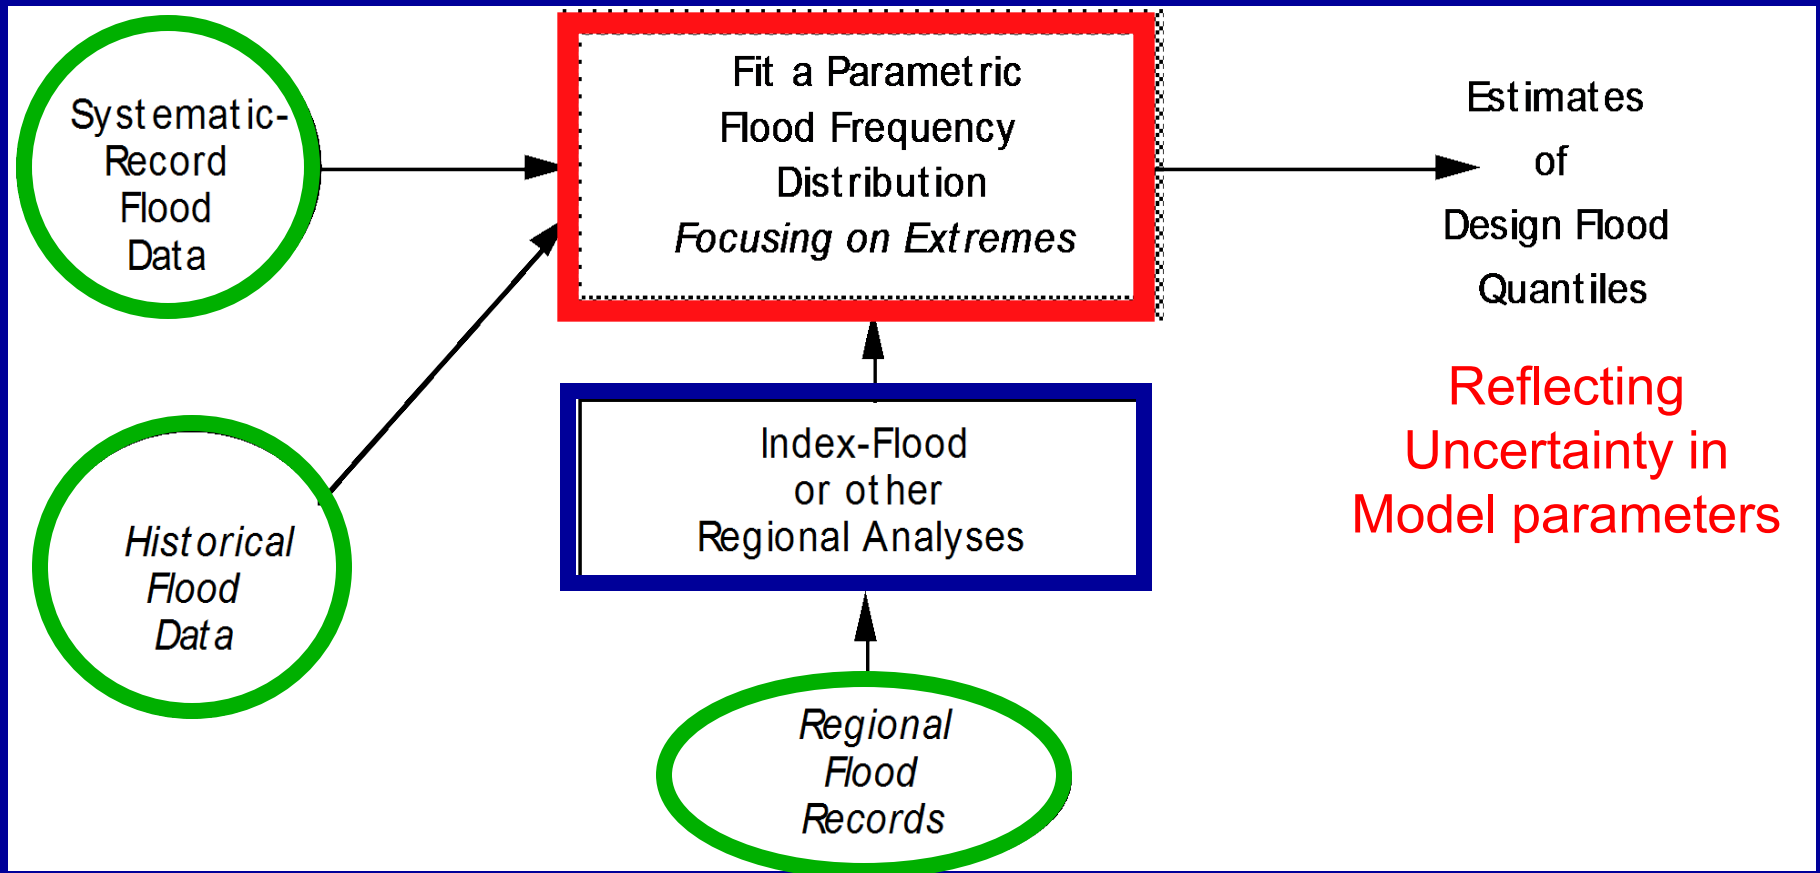 Systematic-
Record
Flood
Data
Fit a Parametric
Flood Frequency
Distribution
Focusing on Extremes
Estimates
of
Design Flood
Quantiles
Reflecting
Uncertainty in
Model parameters
Historical
Flood
Data
Index-Flood
or other
Regional Analyses
Regional
Flood
Records